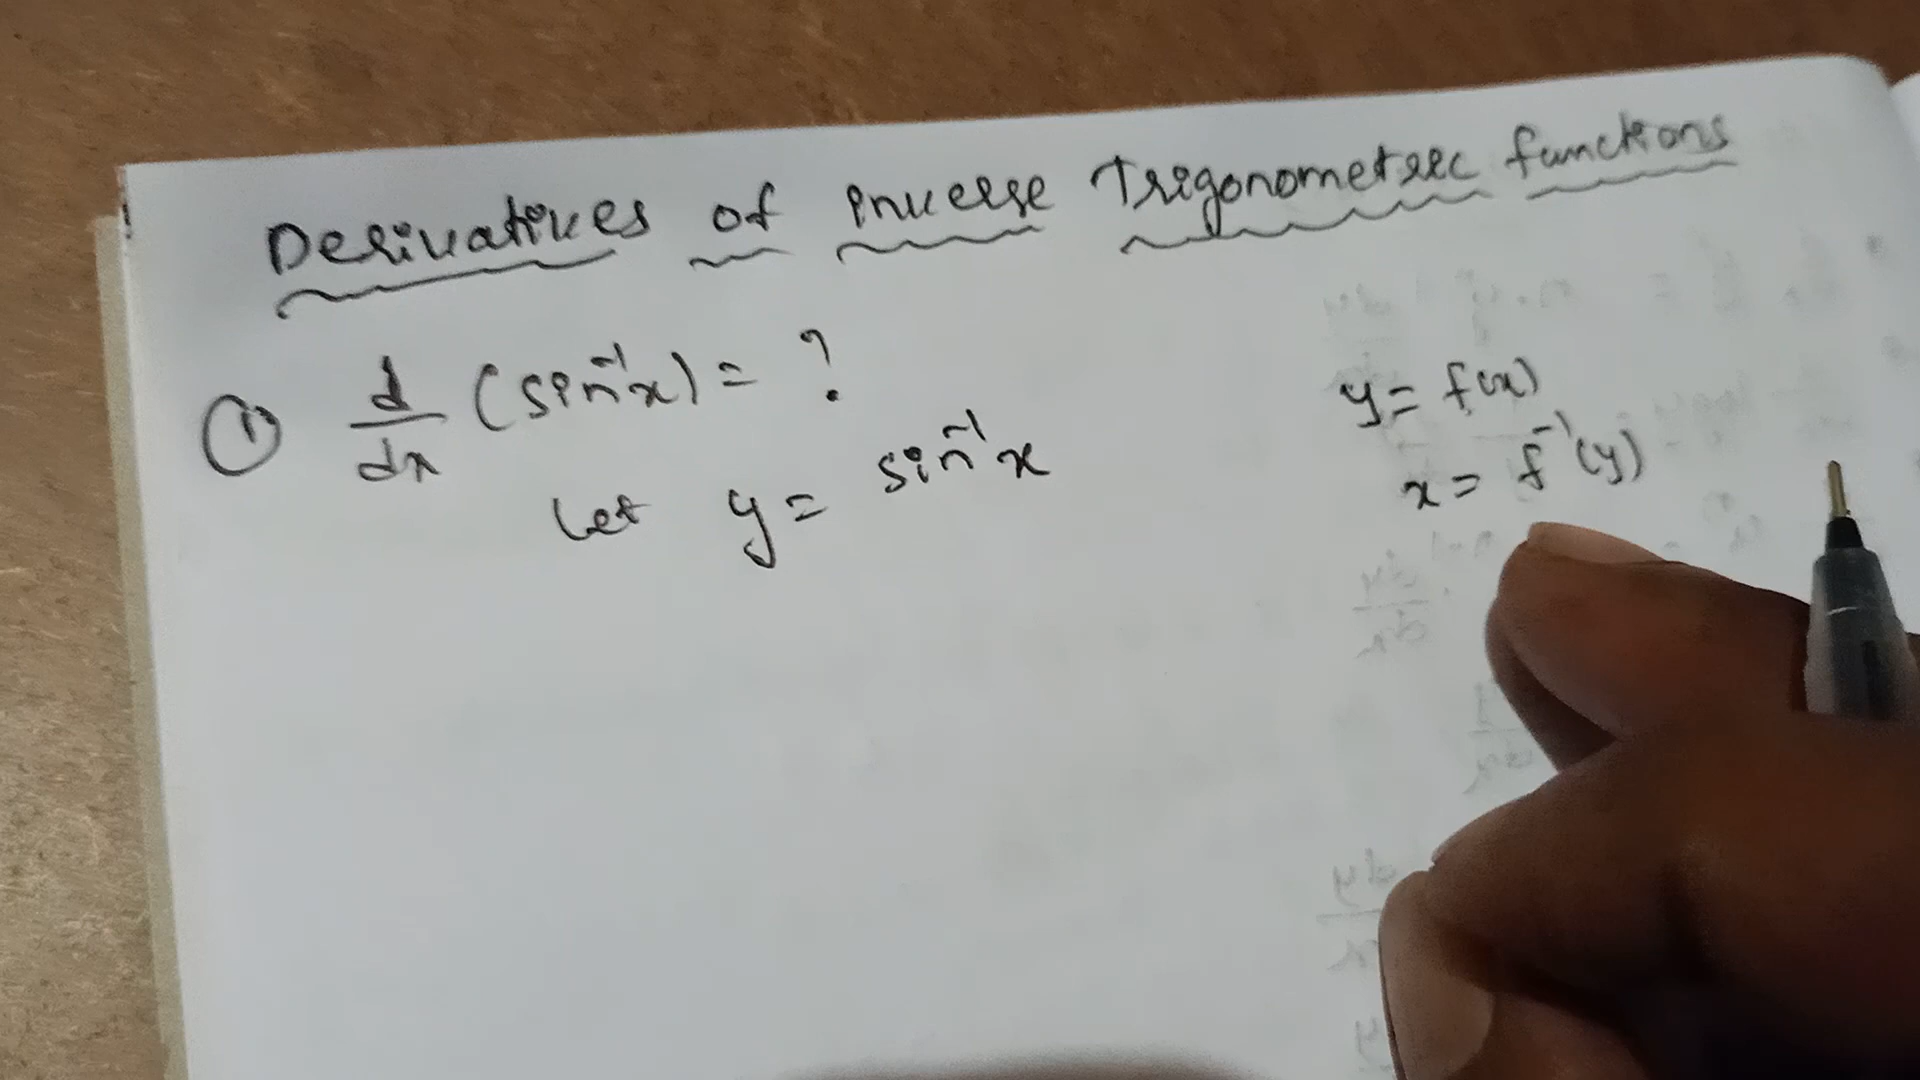 Derivatives of inverse Trigonometric functions
① d/dx (sin⁻¹x) = ?
Let y = sin⁻¹x
y = f(x)
x = f⁻¹(y)